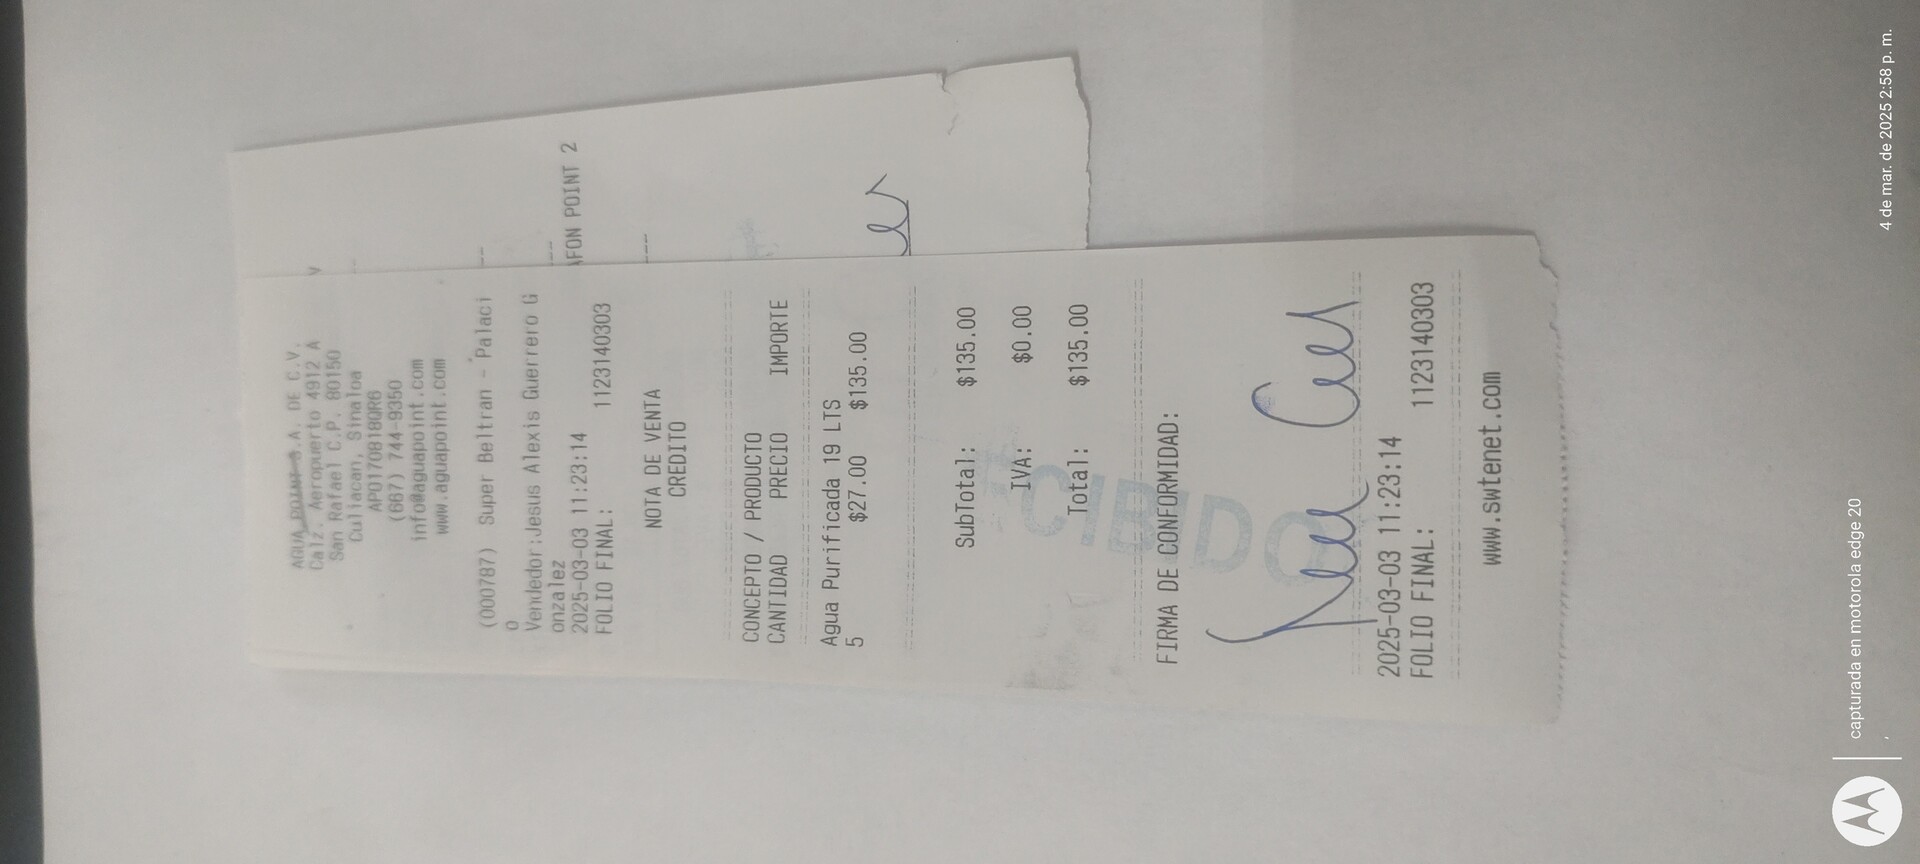 AGUA POINT S.A. DE C.V.
Calz. Aeropuerto 4912 A
San Rafael C.P. 80150
Culiacan, Sinaloa
APO170818QR6
(667) 744-9350
info@aguapoint.com
www.aguapoint.com
(000787) Super Beltran - Palaci
o
Vendedor:Jesus Alexis Guerrero G
onzalez
2025-03-03 11:23:14
FOLIO FINAL: 1123140303
NOTA DE VENTA
CREDITO
CONCEPTO / PRODUCTO
CANTIDAD PRECIO IMPORTE
Agua Purificada 19 LTS
5 $27.00 $135.00
SubTotal: $135.00
IVA: $0.00
Total: $135.00
CIBIDO
FIRMA DE CONFORMIDAD:
2025-03-03 11:23:14
FOLIO FINAL: 1123140303
www.swtenet.com
V
AFON POINT 2
capturada en motorola edge 20
4 de mar. de 2025 2:58 p. m.